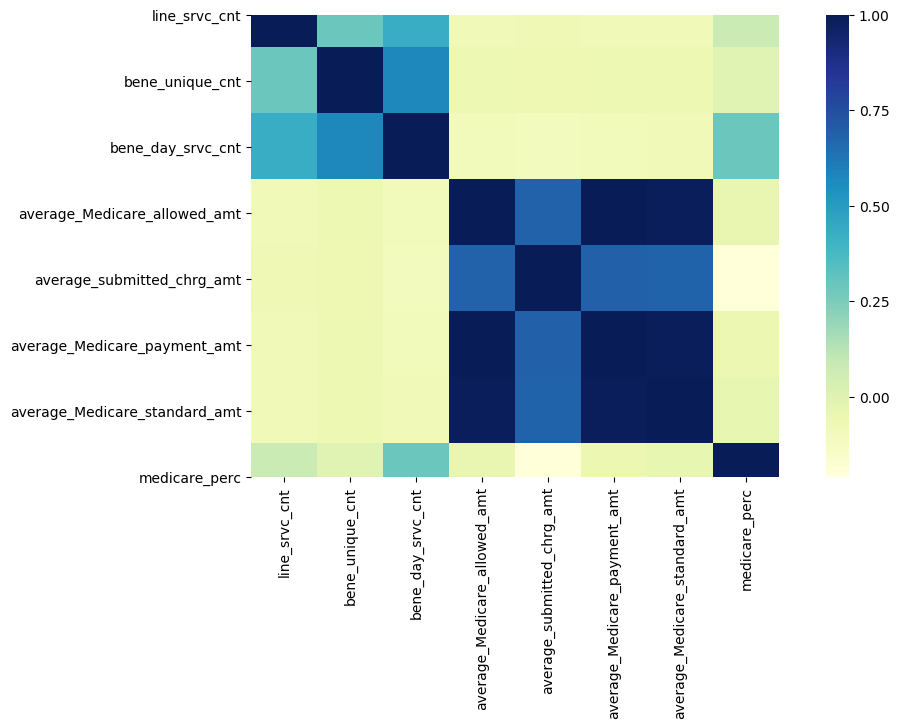 line_srvc_cnt
bene_unique_cnt
bene_day_srvc_cnt
average_Medicare_allowed_amt
average_submitted_chrg_amt
average_Medicare_payment_amt
average_Medicare_standard_amt
medicare_perc
line_srvc_cnt
bene_unique_cnt
bene_day_srvc_cnt
average_Medicare_allowed_amt
average_submitted_chrg_amt
average_Medicare_payment_amt
average_Medicare_standard_amt
medicare_perc
1.00
0.75
0.50
0.25
0.00